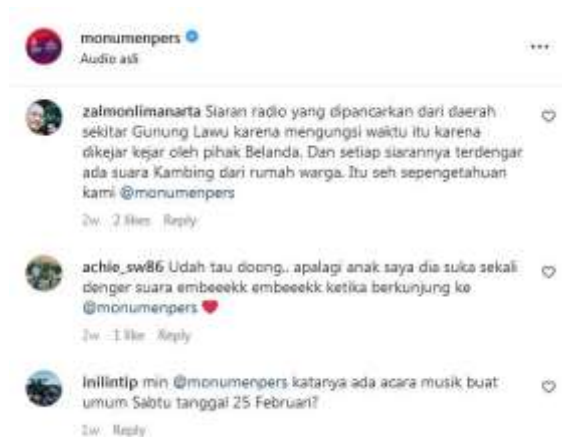 monumenpers
Audio asli
...
zalmonlimanarta Siaran radio yang dipancarkan dari daerah
sekitar Gunung Lawu karena mengungsi waktu itu karena
dikejar kejar oleh pihak Belanda. Dan setiap siarannya terdengar
ada suara Kambing dari rumah warga. Itu seh sepengetahuan
kami @monumenpers
2w 2 likes Reply
achie_sw86 Udah tau doong.. apalagi anak saya dia suka sekali
denger suara embeeekk embeeekk ketika berkunjung ke
@monumenpers ❤️
2w 1 like Reply
inilintip min @monumenpers katanya ada acara musik buat
umum Sabtu tanggal 25 Februari?
2w Reply